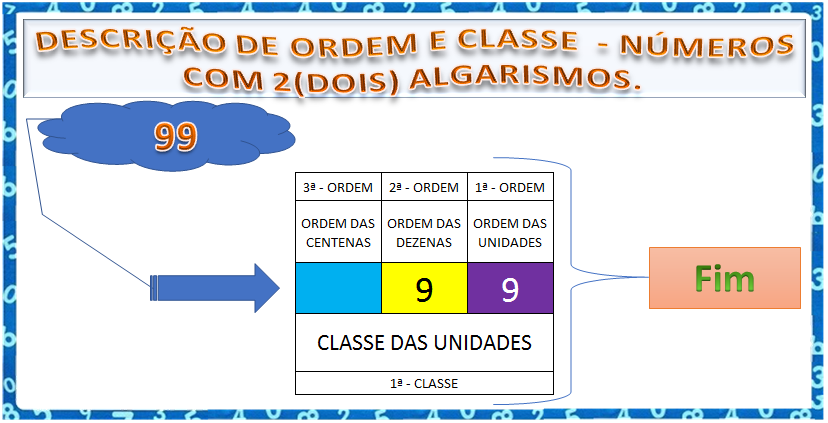 DESCRIÇÃO DE ORDEM E CLASSE - NÚMEROS
COM 2(DOIS) ALGARISMOS.
99
3ª - ORDEM 2ª - ORDEM 1ª - ORDEM
ORDEM DAS CENTENAS ORDEM DAS DEZENAS ORDEM DAS UNIDADES
9 9
CLASSE DAS UNIDADES
1ª - CLASSE
Fim